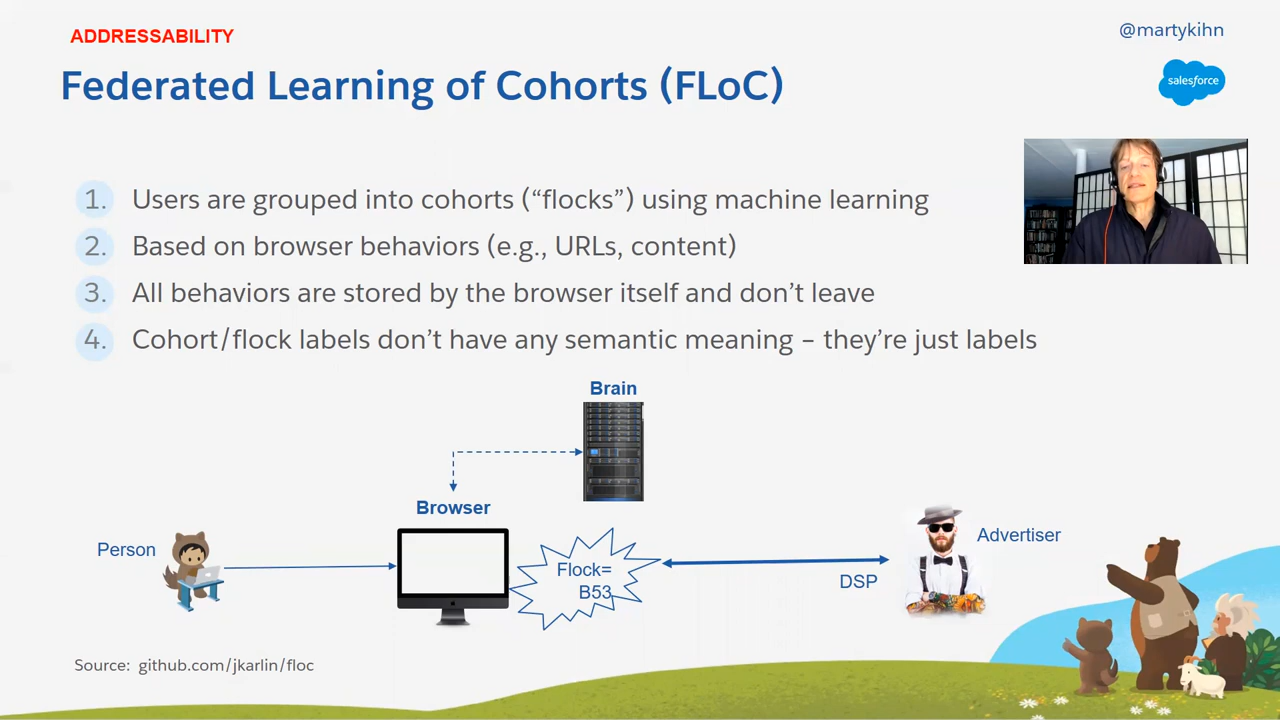 ADDRESSABILITY
@martykihn
Federated Learning of Cohorts (FLoC)
salesforce
1. Users are grouped into cohorts (“flocks”) using machine learning
2. Based on browser behaviors (e.g., URLs, content)
3. All behaviors are stored by the browser itself and don’t leave
4. Cohort/flock labels don’t have any semantic meaning – they’re just labels
Brain
Browser
Person
Flock=
B53
DSP
Advertiser
Source: github.com/jkarlin/floc